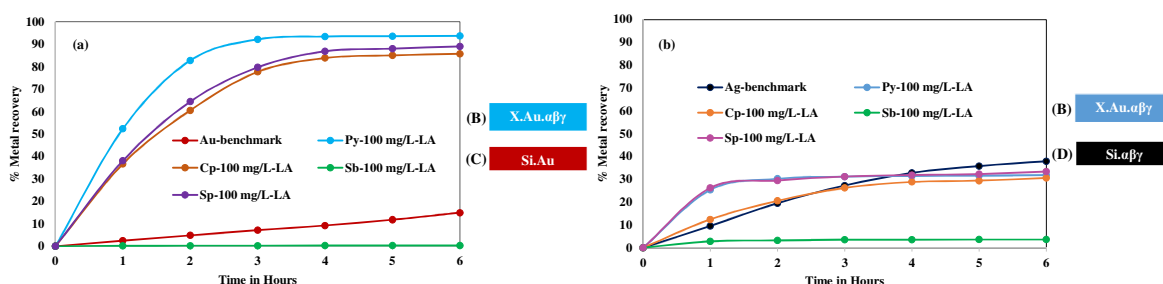 100
90
80
70
60
50
40
30
20
10
0
% Metal recovery
(a)
Au-benchmark
Py-100 mg/L-LA
Cp-100 mg/L-LA
Sb-100 mg/L-LA
Sp-100 mg/L-LA
0 1 2 3 4 5 6
Time in Hours
(B) X.Au.αβγ
(C) Si.Au
100
90
80
70
60
50
40
30
20
10
0
% Metal recovery
(b)
Ag-benchmark
Py-100 mg/L-LA
Cp-100 mg/L-LA
Sb-100 mg/L-LA
Sp-100 mg/L-LA
0 1 2 3 4 5 6
Time in Hours
(B) X.Au.αβγ
(D) Si.αβγ